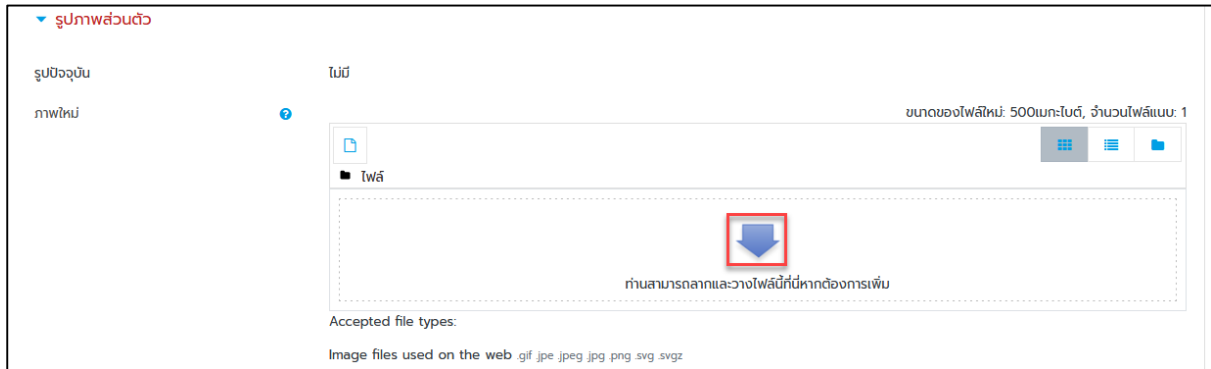 รูปภาพส่วนตัว
รูปปัจจุบัน ไม่มี
ภาพใหม่ ขนาดของไฟล์ใหม่: 500เมกะไบต์, จำนวนไฟล์แนบ: 1
ไฟล์
ท่านสามารถลากและวางไฟล์นี้ที่นี่หากต้องการเพิ่ม
Accepted file types:
Image files used on the web .gif .jpe .jpeg .jpg .png .svg .svgz